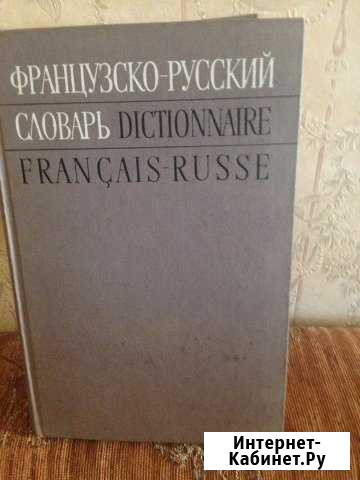 ФРАНЦУЗСКО-РУССКИЙ
СЛОВАРЬ DICTIONNAIRE
FRANÇAIS-RUSSE
Интернет-
Кабинет.Ру